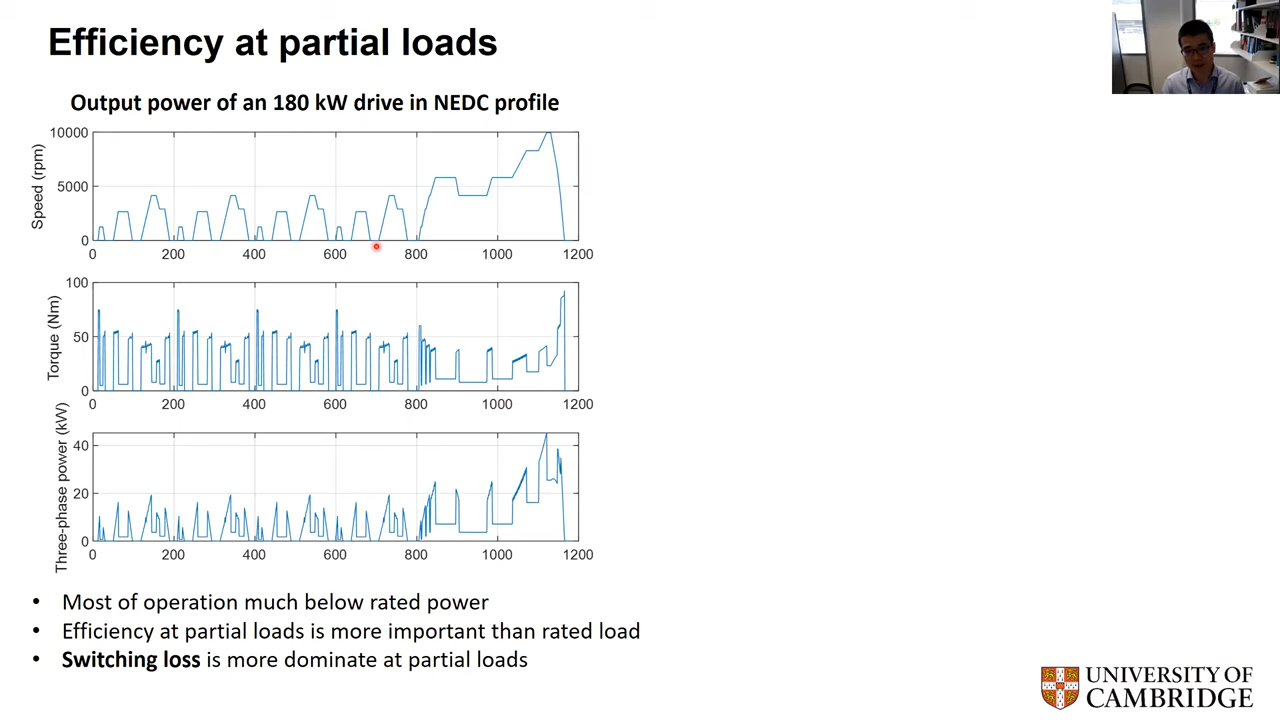 Efficiency at partial loads
Output power of an 180 kW drive in NEDC profile
Speed (rpm)
10000
5000
0
0 200 400 600 800 1000 1200
Torque (Nm)
100
50
0
0 200 400 600 800 1000 1200
Three-phase power (kW)
40
20
0
0 200 400 600 800 1000 1200
• Most of operation much below rated power
• Efficiency at partial loads is more important than rated load
• Switching loss is more dominate at partial loads
UNIVERSITY OF
CAMBRIDGE